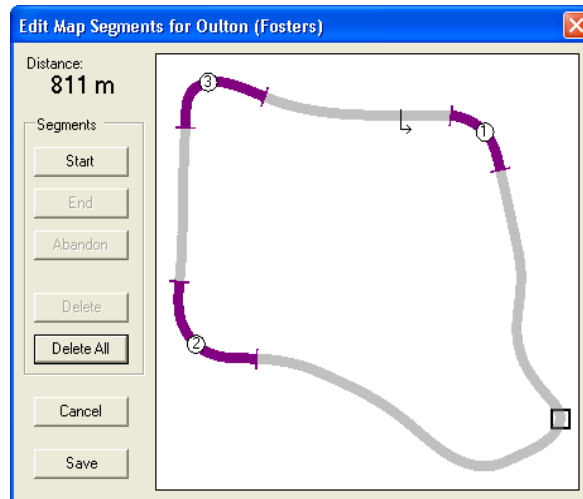 Edit Map Segments for Oulton (Fosters)
Distance:
811 m
Segments
Start
End
Abandon
Delete
Delete All
Cancel
Save
3
1
2